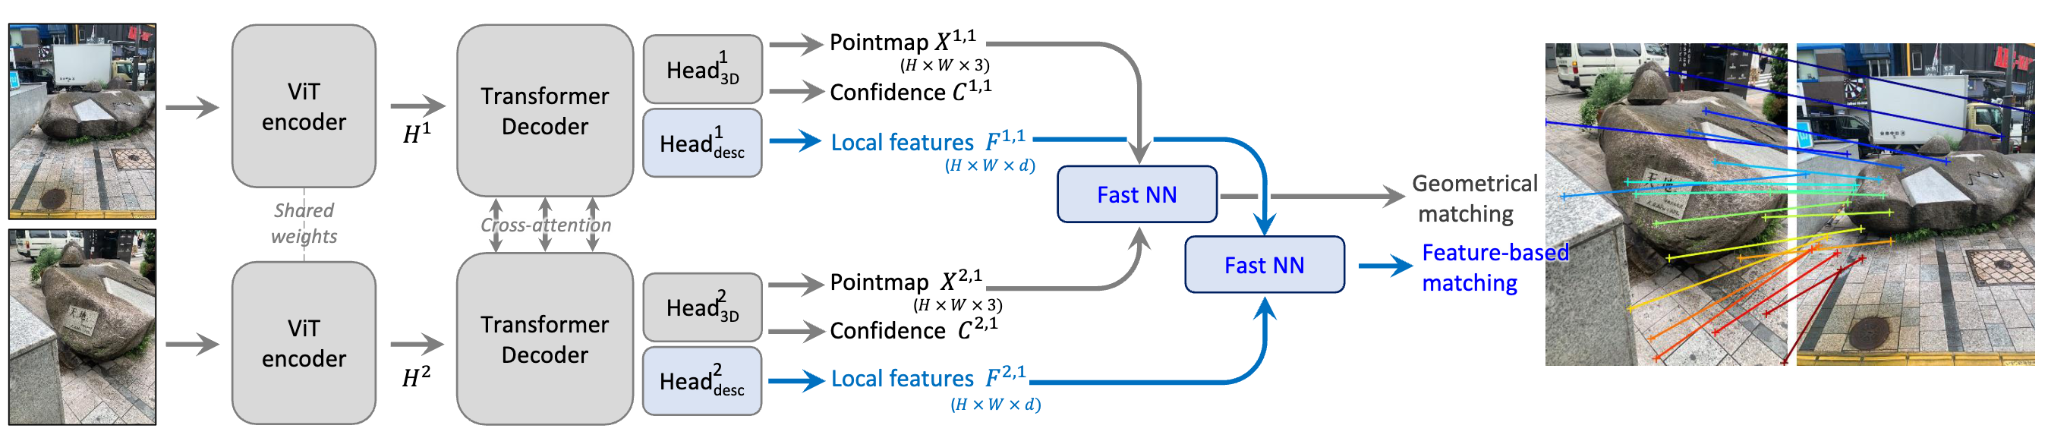 ViT
encoder
H¹
Transformer
Decoder
Head¹3D
Head¹desc
Pointmap X¹,¹
(H × W × 3)
Confidence C¹,¹
Local features F¹,¹
(H × W × d)
Shared
weights
Cross-attention
Fast NN
Geometrical
matching
Fast NN
Feature-based
matching
ViT
encoder
H²
Transformer
Decoder
Head²3D
Head²desc
Pointmap X²,¹
(H × W × 3)
Confidence C²,¹
Local features F²,¹
(H × W × d)